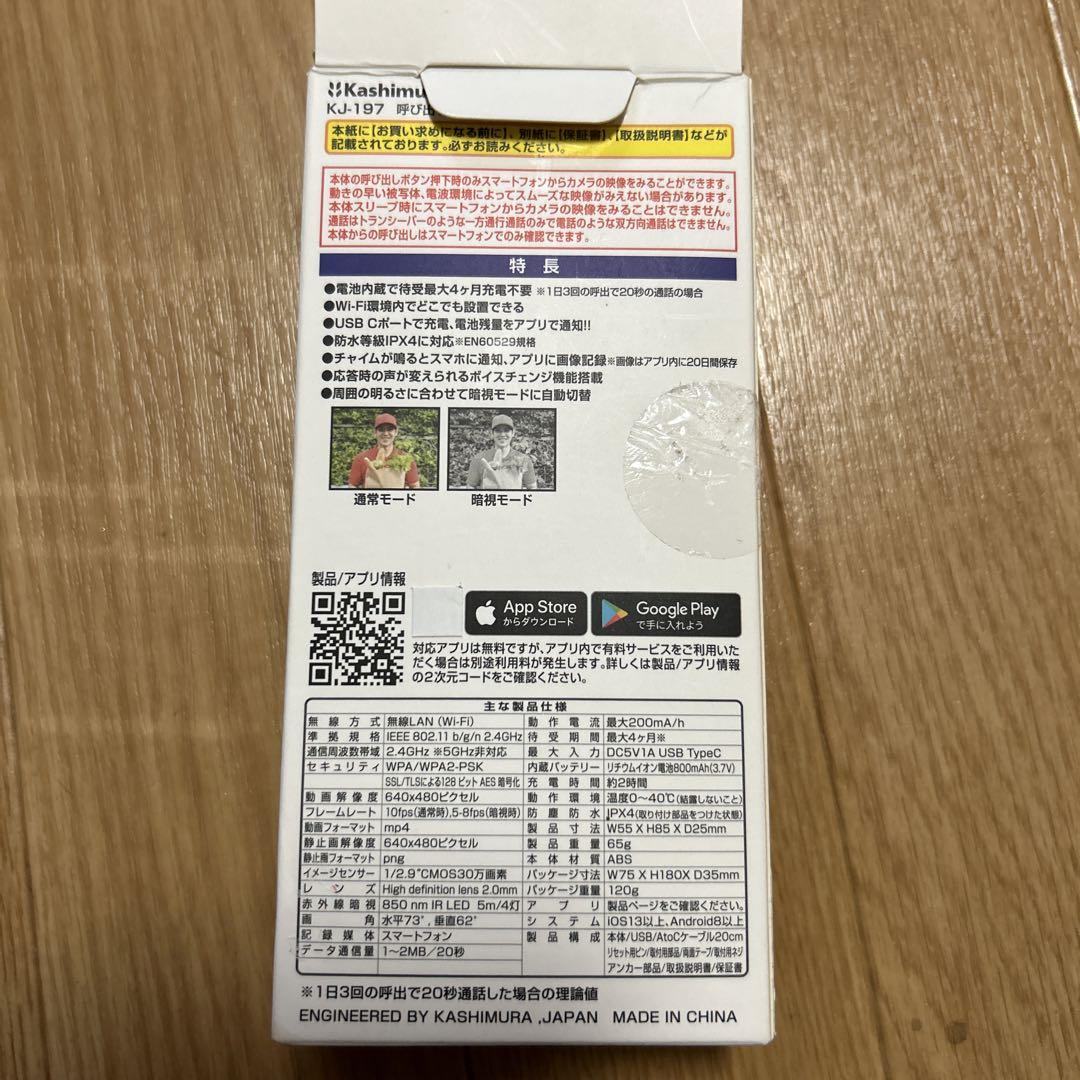 Kashimu
KJ-197 呼び出
本紙に【お買い求めになる前に】、別紙に【保証書】、【取扱説明書】などが
記載されております。必ずお読みください。
本体の呼び出しボタン押下時のみスマートフォンからカメラの映像をみることができます。
動きの早い被写体、電波環境によってスムーズな映像がみえない場合があります。
本体スリープ時にスマートフォンからカメラの映像をみることはできません。
通話はトランシーバーのような一方通行通話のみで電話のような双方向通話はできません。
本体からの呼び出しはスマートフォンでのみ確認できます。
特 長
●電池内蔵で待受最大4ヶ月充電不要 ※1日3回の呼出で20秒の通話の場合
●Wi-Fi環境内でどこでも設置できる
●USB Cポートで充電、電池残量をアプリで通知!!
●防水等級IPX4に対応※EN60529規格
●チャイムが鳴るとスマホに通知、アプリに画像記録※画像はアプリ内に20日間保存
●応答時の声が変えられるボイスチェンジ機能搭載
●周囲の明るさに合わせて暗視モードに自動切替
通常モード 暗視モード
製品/アプリ情報
App Store
からダウンロード
Google Play
で手に入れよう
対応アプリは無料ですが、アプリ内で有料サービスをご利用いた
だく場合は別途利用料が発生します。詳しくは製品/アプリ情報
の2次元コードをご確認ください。
主な製品仕様
無線方式 無線LAN (Wi-Fi) 動作電流 最大200mA/h
準拠規格 IEEE 802.11 b/g/n 2.4GHz 待受期間 最大4ヶ月※
通信周波数帯域 2.4GHz ※5GHz非対応 最大入力 DC5V1A USB TypeC
セキュリティ WPA/WPA2-PSK 内蔵バッテリー リチウムイオン電池800mAh(3.7V)
SSL/TLSによる128 ビット AES 暗号化 充電時間 約2時間
動画解像度 640x480ピクセル 動作環境 温度0～40℃(結露しないこと)
フレームレート 10fps(通常時),5-8fps(暗視時) 防塵防水 IPX4(取り付け部品をつけた状態)
動画フォーマット mp4 製品寸法 W55 X H85 X D25mm
静止画解像度 640x480ピクセル 製品重量 65g
静止画フォーマット png 本体材質 ABS
イメージセンサー 1/2.9"CMOS30万画素 パッケージ寸法 W75 X H180X D35mm
レンズ High definition lens 2.0mm パッケージ重量 120g
赤外線暗視 850 nm IR LED 5m/4灯 アプリ 製品ページをご確認ください。
画角 水平73°, 垂直62° システム iOS13以上、Android8以上
記録媒体 スマートフォン 製品構成 本体/USB/AtoCケーブル20cm
データ通信量 1～2MB/20秒 リセット用ピン/取付用部品/両面テープ/取付用ネジ
アンカー部品/取扱説明書/保証書
※1日3回の呼出で20秒通話した場合の理論値
ENGINEERED BY KASHIMURA ,JAPAN MADE IN CHINA